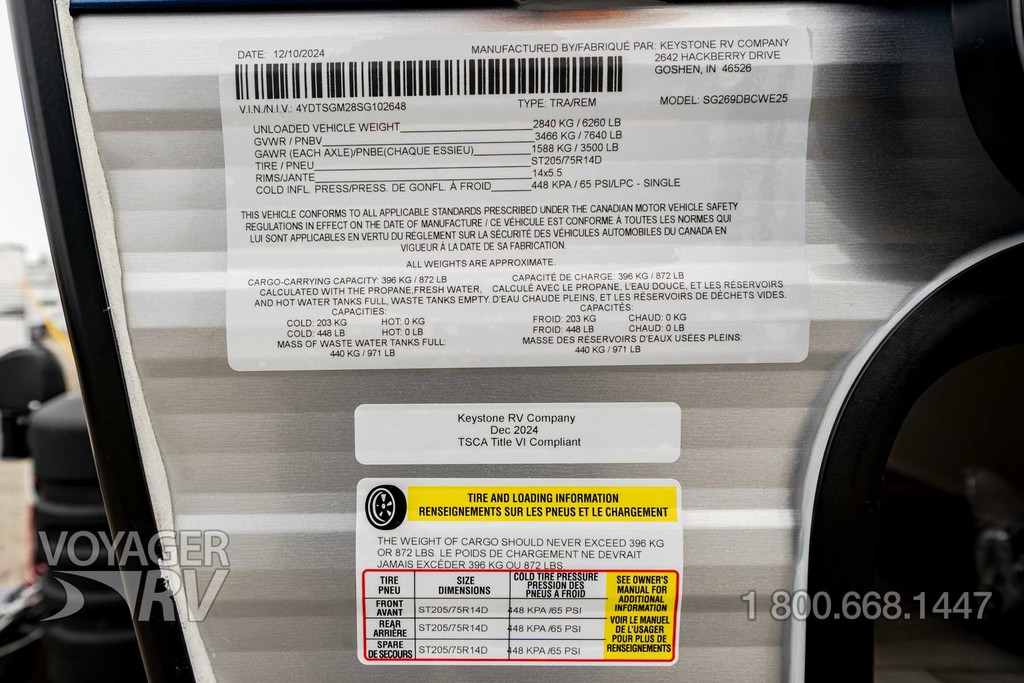 DATE: 12/10/2024
MANUFACTURED BY/FABRIQUÉ PAR: KEYSTONE RV COMPANY
2642 HACKBERRY DRIVE
GOSHEN, IN 46526
V.I.N./N.I.V.: 4YDTSGM28SG102648 TYPE: TRA/REM MODEL: SG269DBCWE25
UNLOADED VEHICLE WEIGHT 2840 KG / 6260 LB
GVWR / PNBV 3466 KG / 7640 LB
GAWR (EACH AXLE)/PNBE(CHAQUE ESSIEU) 1588 KG / 3500 LB
TIRE / PNEU ST205/75R14D
RIMS/JANTE 14x5.5
COLD INFL. PRESS/PRESS. DE GONFL. À FROID 448 KPA / 65 PSI/LPC - SINGLE
THIS VEHICLE CONFORMS TO ALL APPLICABLE STANDARDS PRESCRIBED UNDER THE CANADIAN MOTOR VEHICLE SAFETY
REGULATIONS IN EFFECT ON THE DATE OF MANUFACTURE / CE VÉHICULE EST CONFORME À TOUTES LES NORMES QUI
LUI SONT APPLICABLES EN VERTU DU RÉGLEMENT SUR LA SÉCURITÉ DES VÉHICULES AUTOMOBILES DU CANADA EN
VIGUEUR À LA DATE DE SA FABRICATION.
ALL WEIGHTS ARE APPROXIMATE.
CARGO-CARRYING CAPACITY: 396 KG / 872 LB
CALCULATED WITH THE PROPANE,FRESH WATER,
AND HOT WATER TANKS FULL, WASTE TANKS EMPTY.
CAPACITIES:
COLD: 203 KG HOT: 0 KG
COLD: 448 LB HOT: 0 LB
MASS OF WASTE WATER TANKS FULL:
440 KG / 971 LB
CAPACITÉ DE CHARGE: 396 KG / 872 LB
CALCULÉ AVEC LE PROPANE, L'EAU DOUCE, ET LES RÉSERVOIRS
D'EAU CHAUDE PLEINS, ET LES RÉSERVOIRS DE DÉCHETS VIDES.
CAPACITÉS:
FROID: 203 KG CHAUD: 0 KG
FROID: 448 LB CHAUD: 0 LB
MASSE DES RÉSERVOIRS D'EAUX USÉES PLEINS:
440 KG / 971 LB
Keystone RV Company
Dec 2024
TSCA Title VI Compliant
TIRE AND LOADING INFORMATION
RENSEIGNEMENTS SUR LES PNEUS ET LE CHARGEMENT
THE WEIGHT OF CARGO SHOULD NEVER EXCEED 396 KG
OR 872 LBS. LE POIDS DE CHARGEMENT NE DEVRAIT
JAMAIS EXCÉDER 396 KG OU 872 LBS.
TIRE
PNEU
SIZE
DIMENSIONS
COLD TIRE PRESSURE
PRESSION DES
PNEUS A FROID
FRONT
AVANT
ST205/75R14D 448 KPA /65 PSI
REAR
ARRIÈRE
ST205/75R14D 448 KPA /65 PSI
SPARE
DE SECOURS
ST205/75R14D 448 KPA /65 PSI
SEE OWNER'S
MANUAL FOR
ADDITIONAL
INFORMATION
VOIR LE MANUEL
DE L'USAGER
POUR PLUS DE
RENSEIGNEMENTS
VOYAGER
RV
1 800.668.1447